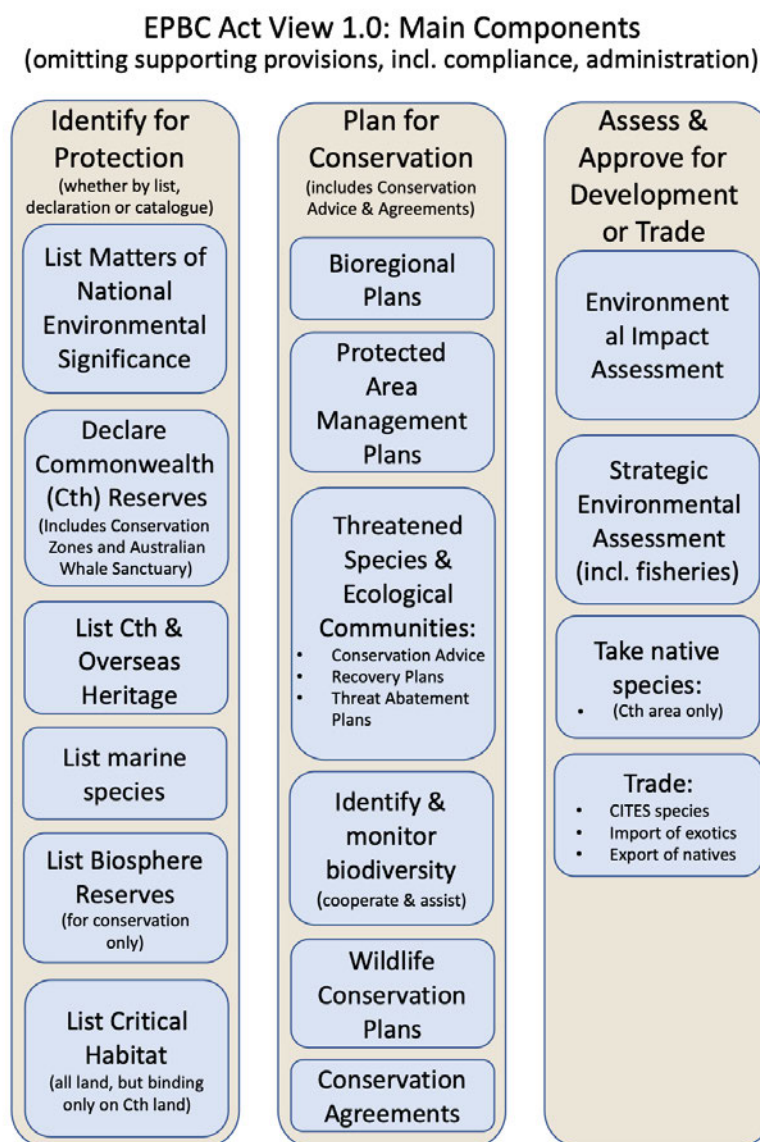 EPBC Act View 1.0: Main Components
(omitting supporting provisions, incl. compliance, administration)
Identify for
Protection
(whether by list,
declaration or catalogue)
List Matters of
National
Environmental
Significance
Declare
Commonwealth
(Cth) Reserves
(Includes Conservation
Zones and Australian
Whale Sanctuary)
List Cth &
Overseas
Heritage
List marine
species
List Biosphere
Reserves
(for conservation
only)
List Critical
Habitat
(all land, but binding
only on Cth land)
Plan for
Conservation
(includes Conservation
Advice & Agreements)
Bioregional
Plans
Protected
Area
Management
Plans
Threatened
Species &
Ecological
Communities:
• Conservation Advice
• Recovery Plans
• Threat Abatement
Plans
Identify &
monitor
biodiversity
(cooperate & assist)
Wildlife
Conservation
Plans
Conservation
Agreements
Assess &
Approve for
Development
or Trade
Environment
al Impact
Assessment
Strategic
Environmental
Assessment
(incl. fisheries)
Take native
species:
• (Cth area only)
Trade:
• CITES species
• Import of exotics
• Export of natives